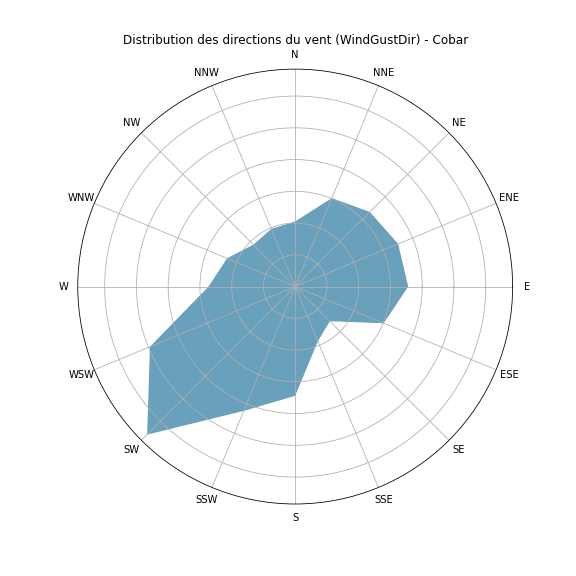 Distribution des directions du vent (WindGustDir) - Cobar
N
NNW
NNE
NW
NE
WNW
ENE
W
E
WSW
ESE
SW
SE
SSW
SSE
S